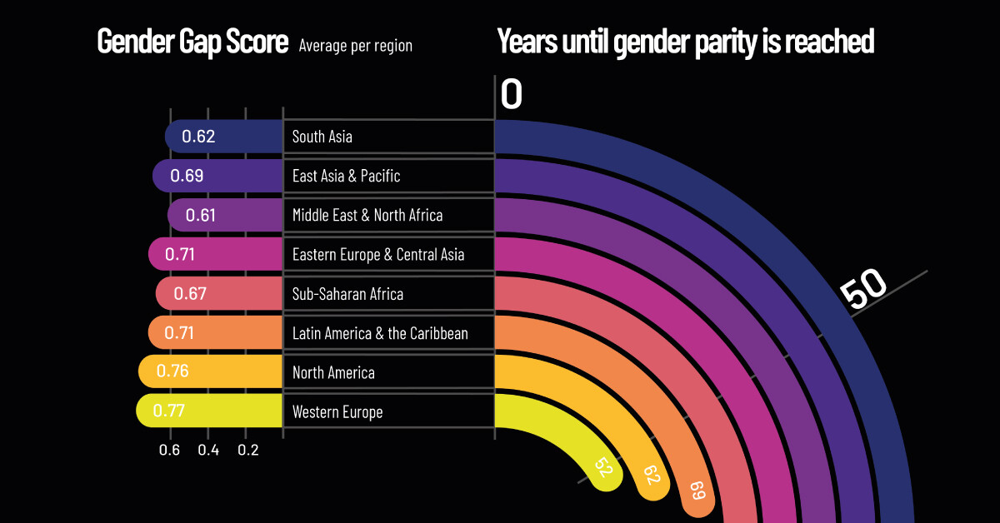 Gender Gap Score Average per region
Years until gender parity is reached
0
0.62 South Asia
0.69 East Asia & Pacific
0.61 Middle East & North Africa
0.71 Eastern Europe & Central Asia
0.67 Sub-Saharan Africa
0.71 Latin America & the Caribbean
0.76 North America
0.77 Western Europe
0.6 0.4 0.2
50
52
62
69